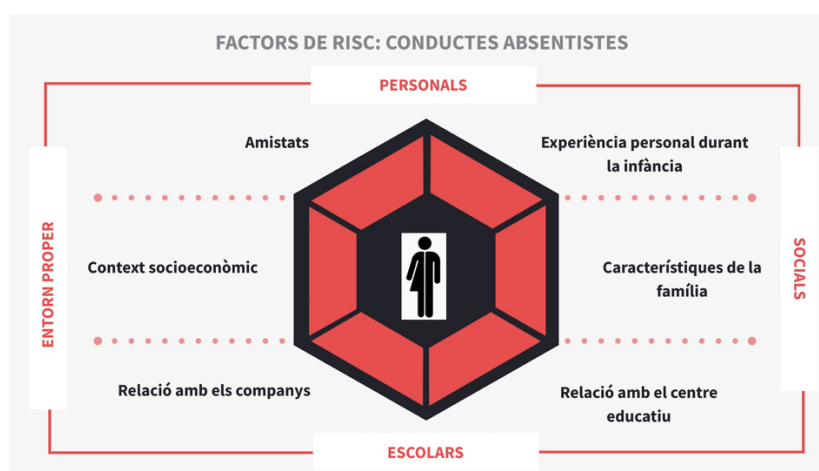 FACTORS DE RISC: CONDUCTES ABSENTISTES
PERSONALS
Amistats
Experiència personal durant
la infància
ENTORN PROPER
Context socioeconòmic
Característiques de la
família
SOCIALS
Relació amb els companys
Relació amb el centre
educatiu
ESCOLARS